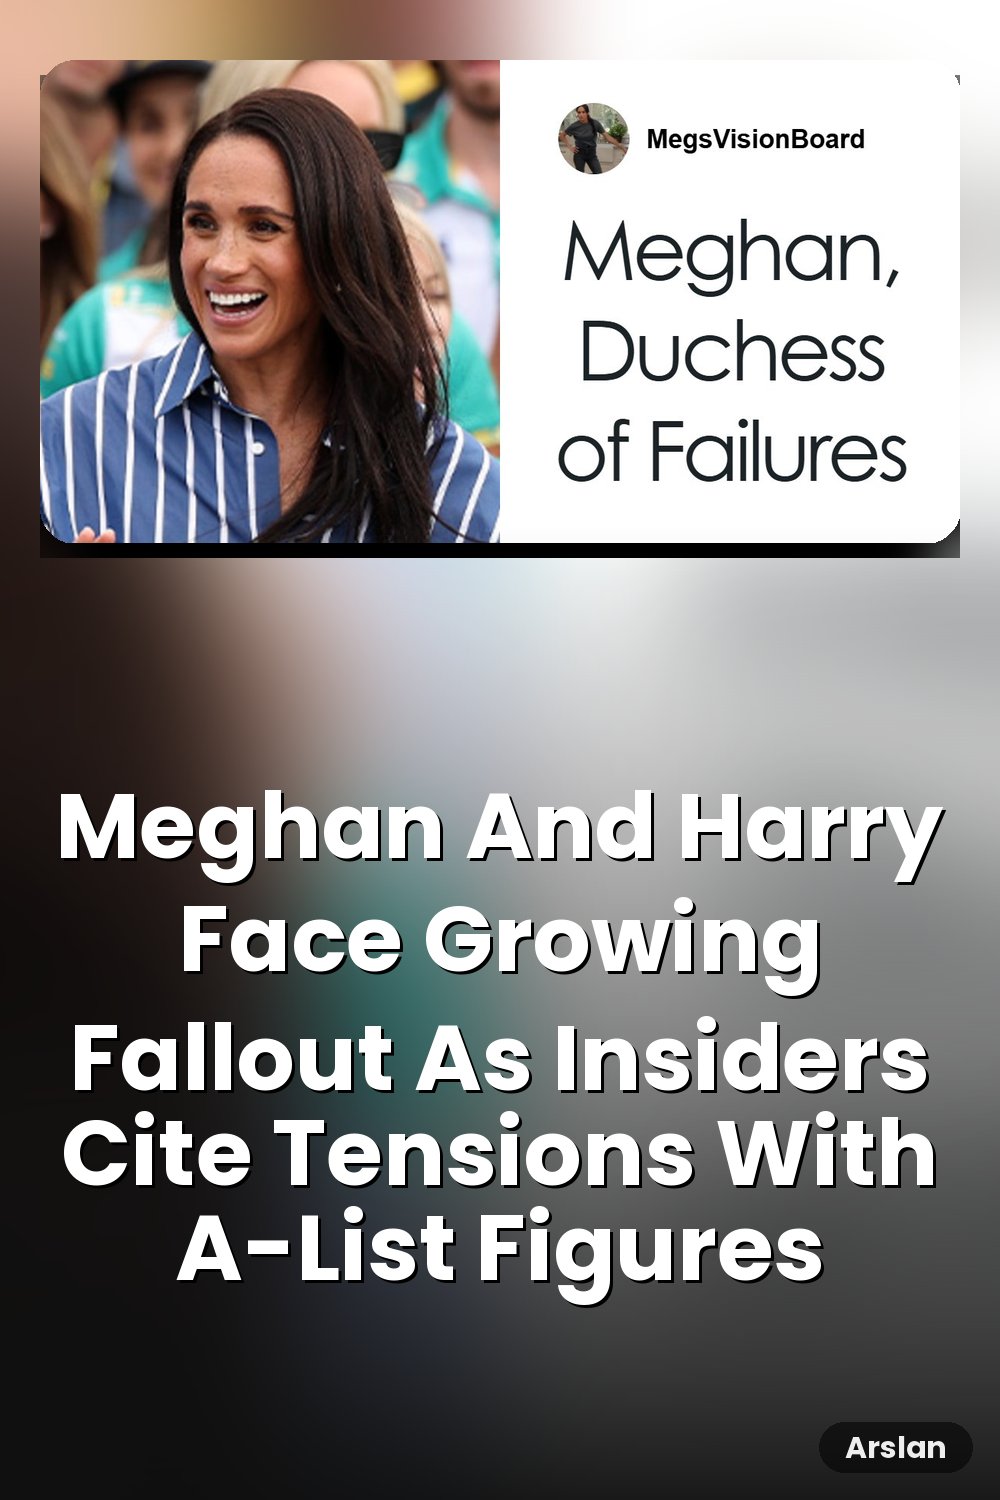 MegsVisionBoard
Meghan,
Duchess
of Failures
Meghan And Harry
Face Growing
Fallout As Insiders
Cite Tensions With
A-List Figures
Arslan